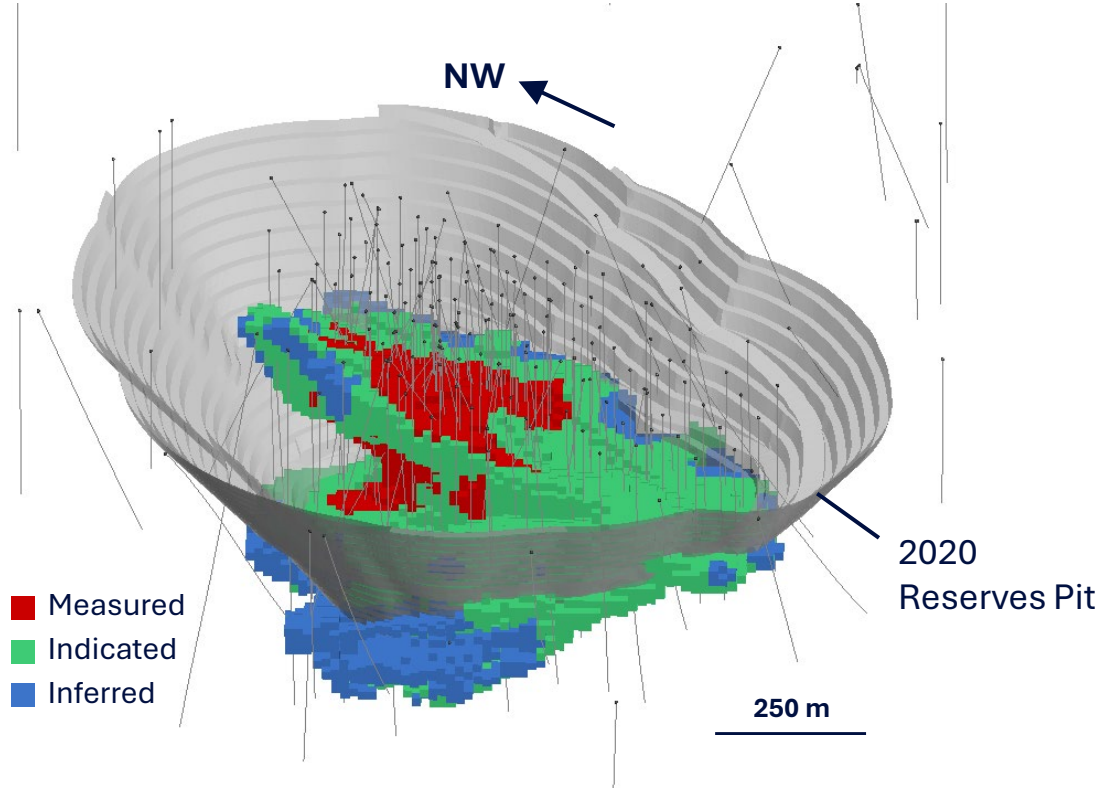 NW
2020
Reserves Pit
Measured
Indicated
Inferred
250 m